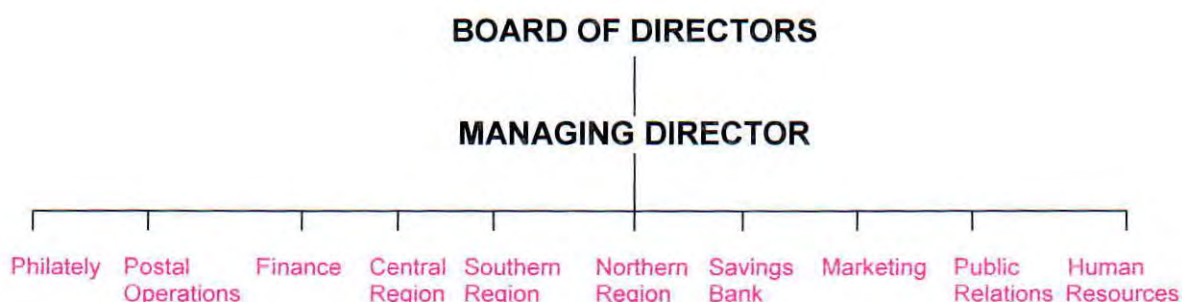 BOARD OF DIRECTORS
MANAGING DIRECTOR
Philately Postal Finance Central Southern Northern Savings Marketing Public Human
Operations Region Region Region Bank Relations Resources